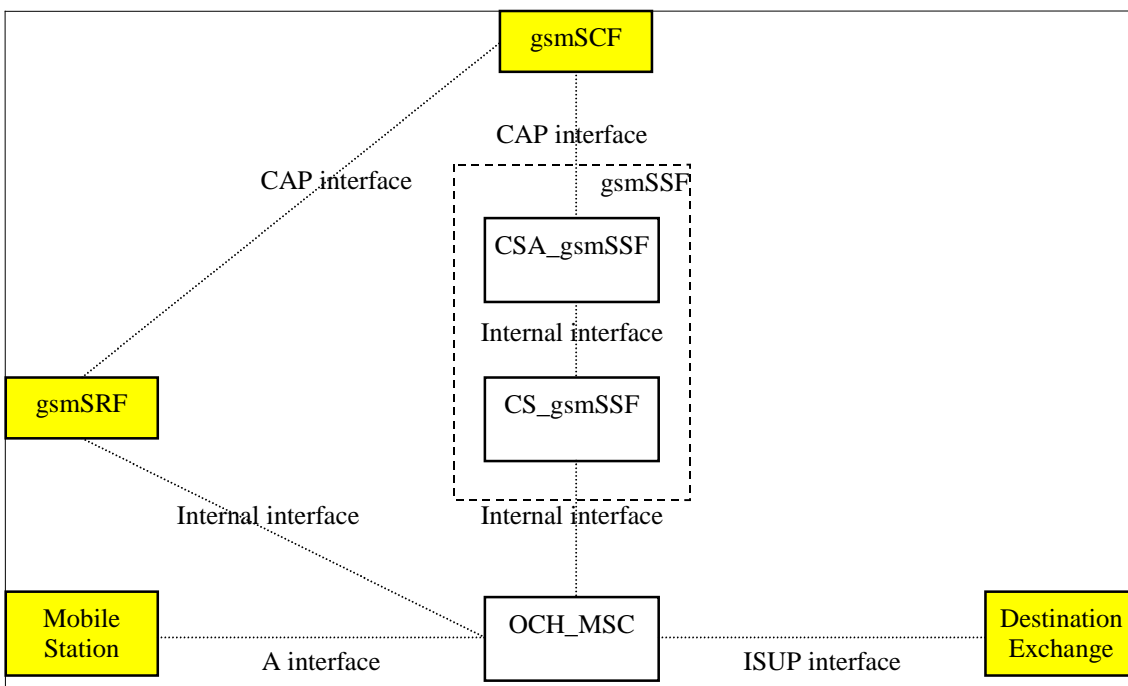 gsmSCF
CAP interface
CAP interface
gsmSSF
CSA_gsmSSF
Internal interface
gsmSRF
CS_gsmSSF
Internal interface
Internal interface
Mobile
Station
OCH_MSC
Destination
Exchange
A interface
ISUP interface